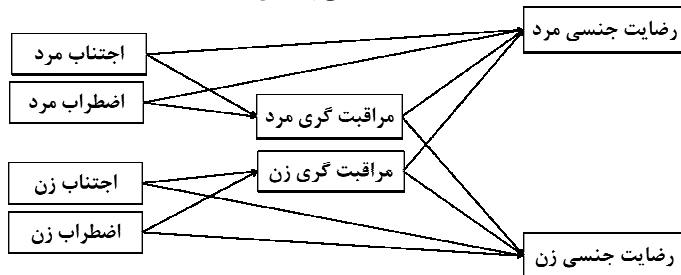 رضایت جنسی مرد
اجتناب مرد
اضطراب مرد
مراقبت گری مرد
مراقبت گری زن
اجتناب زن
اضطراب زن
رضایت جنسی زن